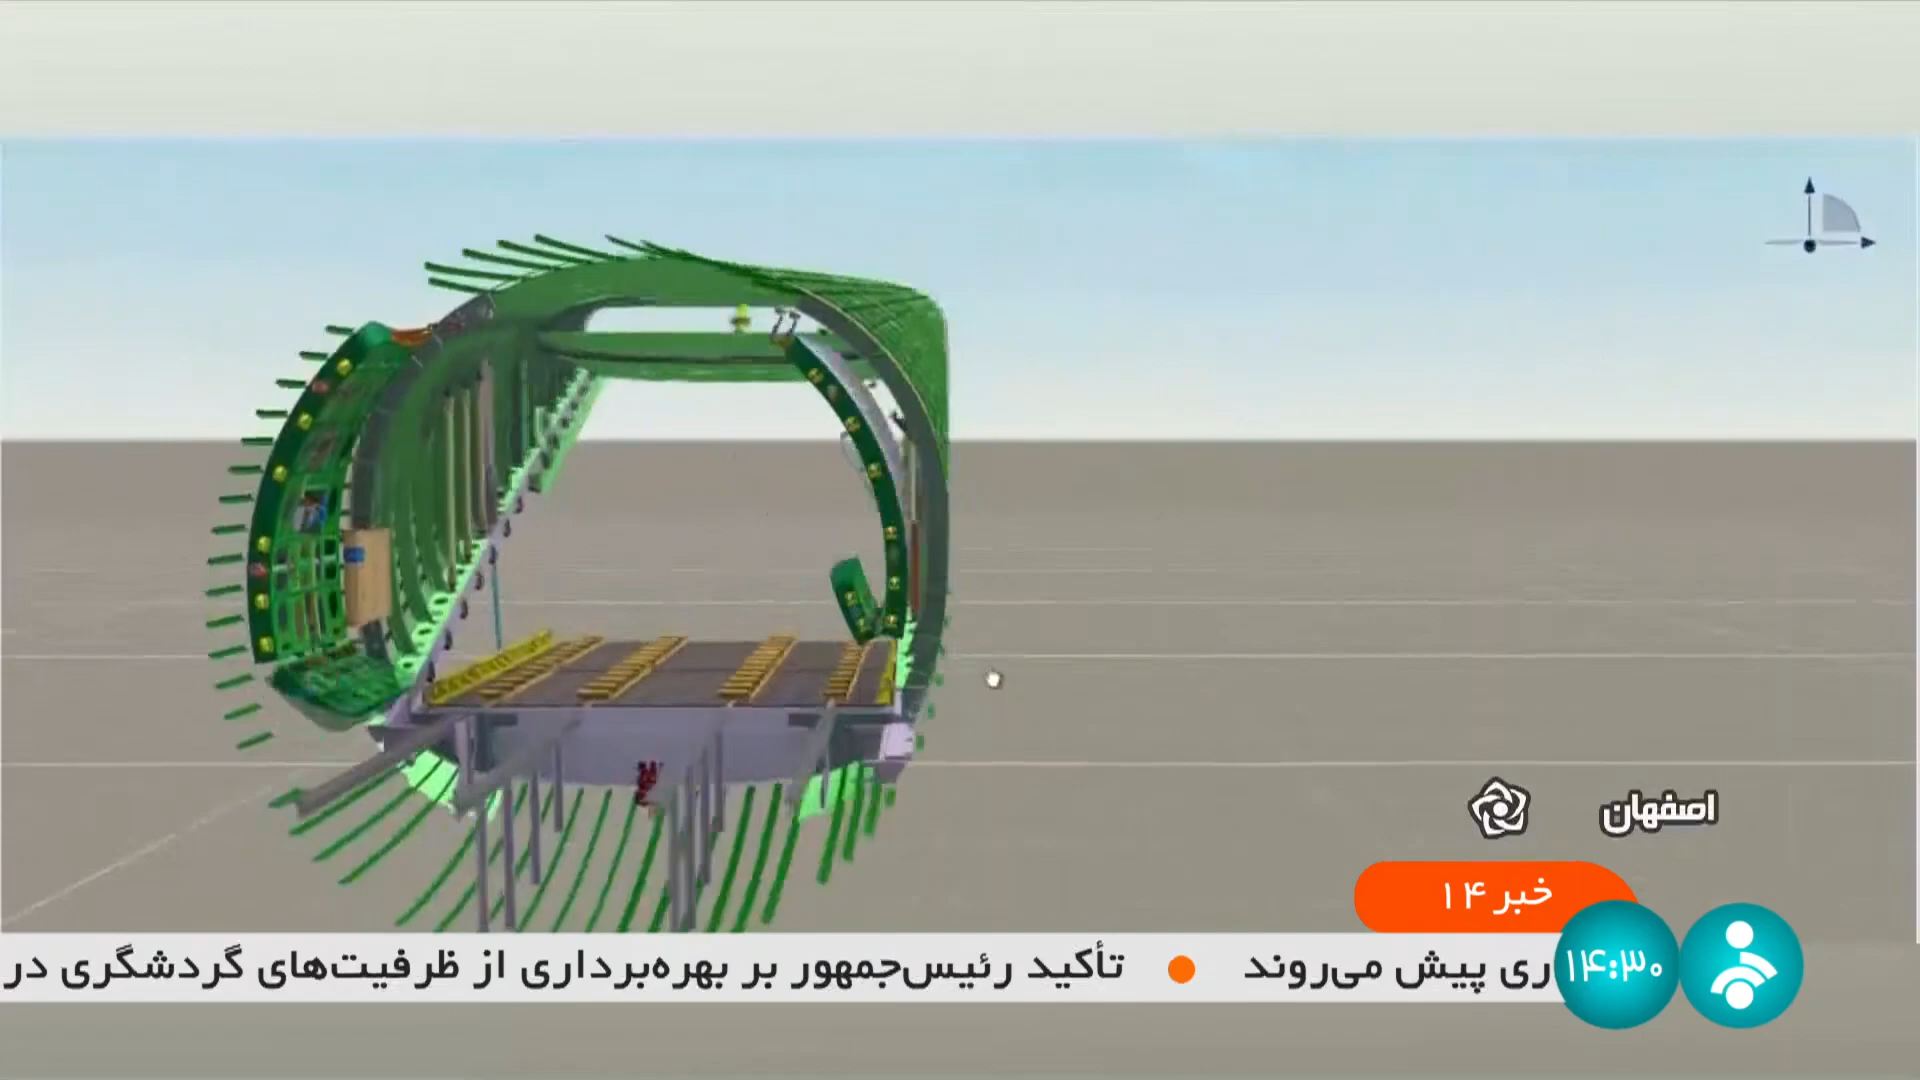 اصفهان
خبر ۱۴
۱۴:۳۰
ری پیش می‌روند • تأکید رئیس‌جمهور بر بهره‌برداری از ظرفیت‌های گردشگری در